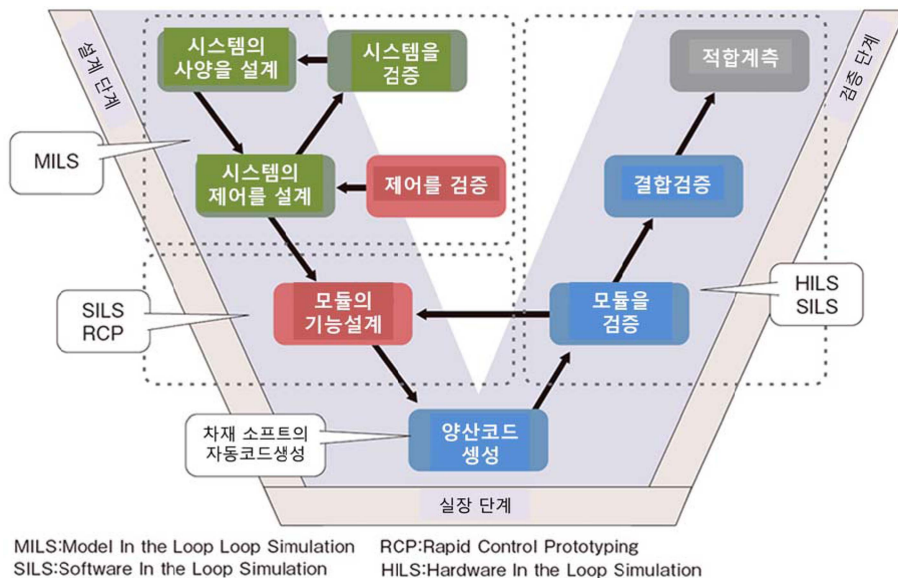 설계 단계
시스템의
사양을 설계
시스템을
검증
적합계측
검증 단계
MILS
시스템의
제어를 설계
제어를 검증
결합검증
SILS
RCP
모듈의
기능설계
모듈을
검증
HILS
SILS
차재 소프트의
자동코드생성
양산코드
셍성
실장 단계
MILS:Model In the Loop Loop Simulation
RCP:Rapid Control Prototyping
SILS:Software In the Loop Simulation
HILS:Hardware In the Loop Simulation